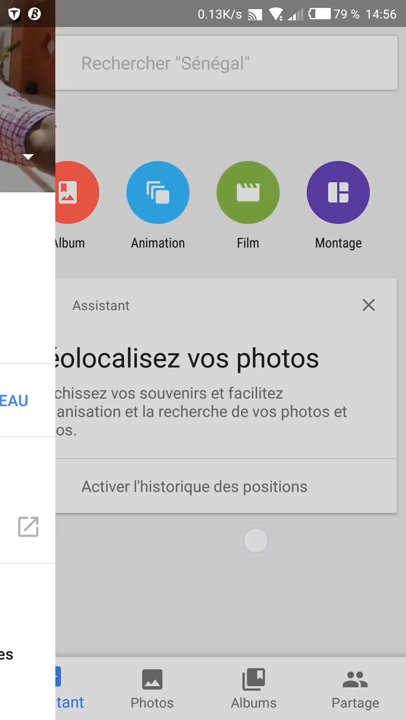 0.13K/s 79 % 14:56
Rechercher "Sénégal"
Album Animation Film Montage
Assistant
éolocalisez vos photos
chissez vos souvenirs et facilitez
anisation et la recherche de vos photos et
os.
EAU
Activer l'historique des positions
es
tant Photos Albums Partage